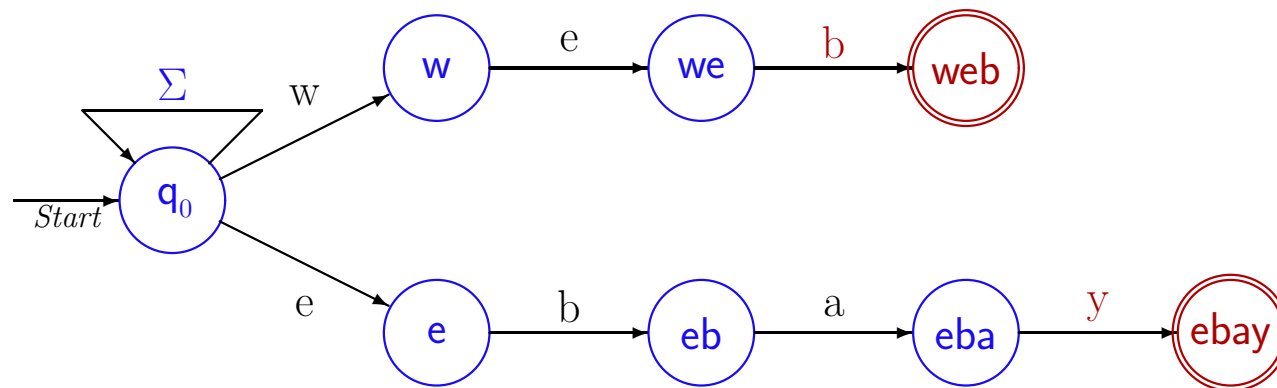 e b
w we web
Σ w
q₀
Start
e b a y
e eb eba ebay